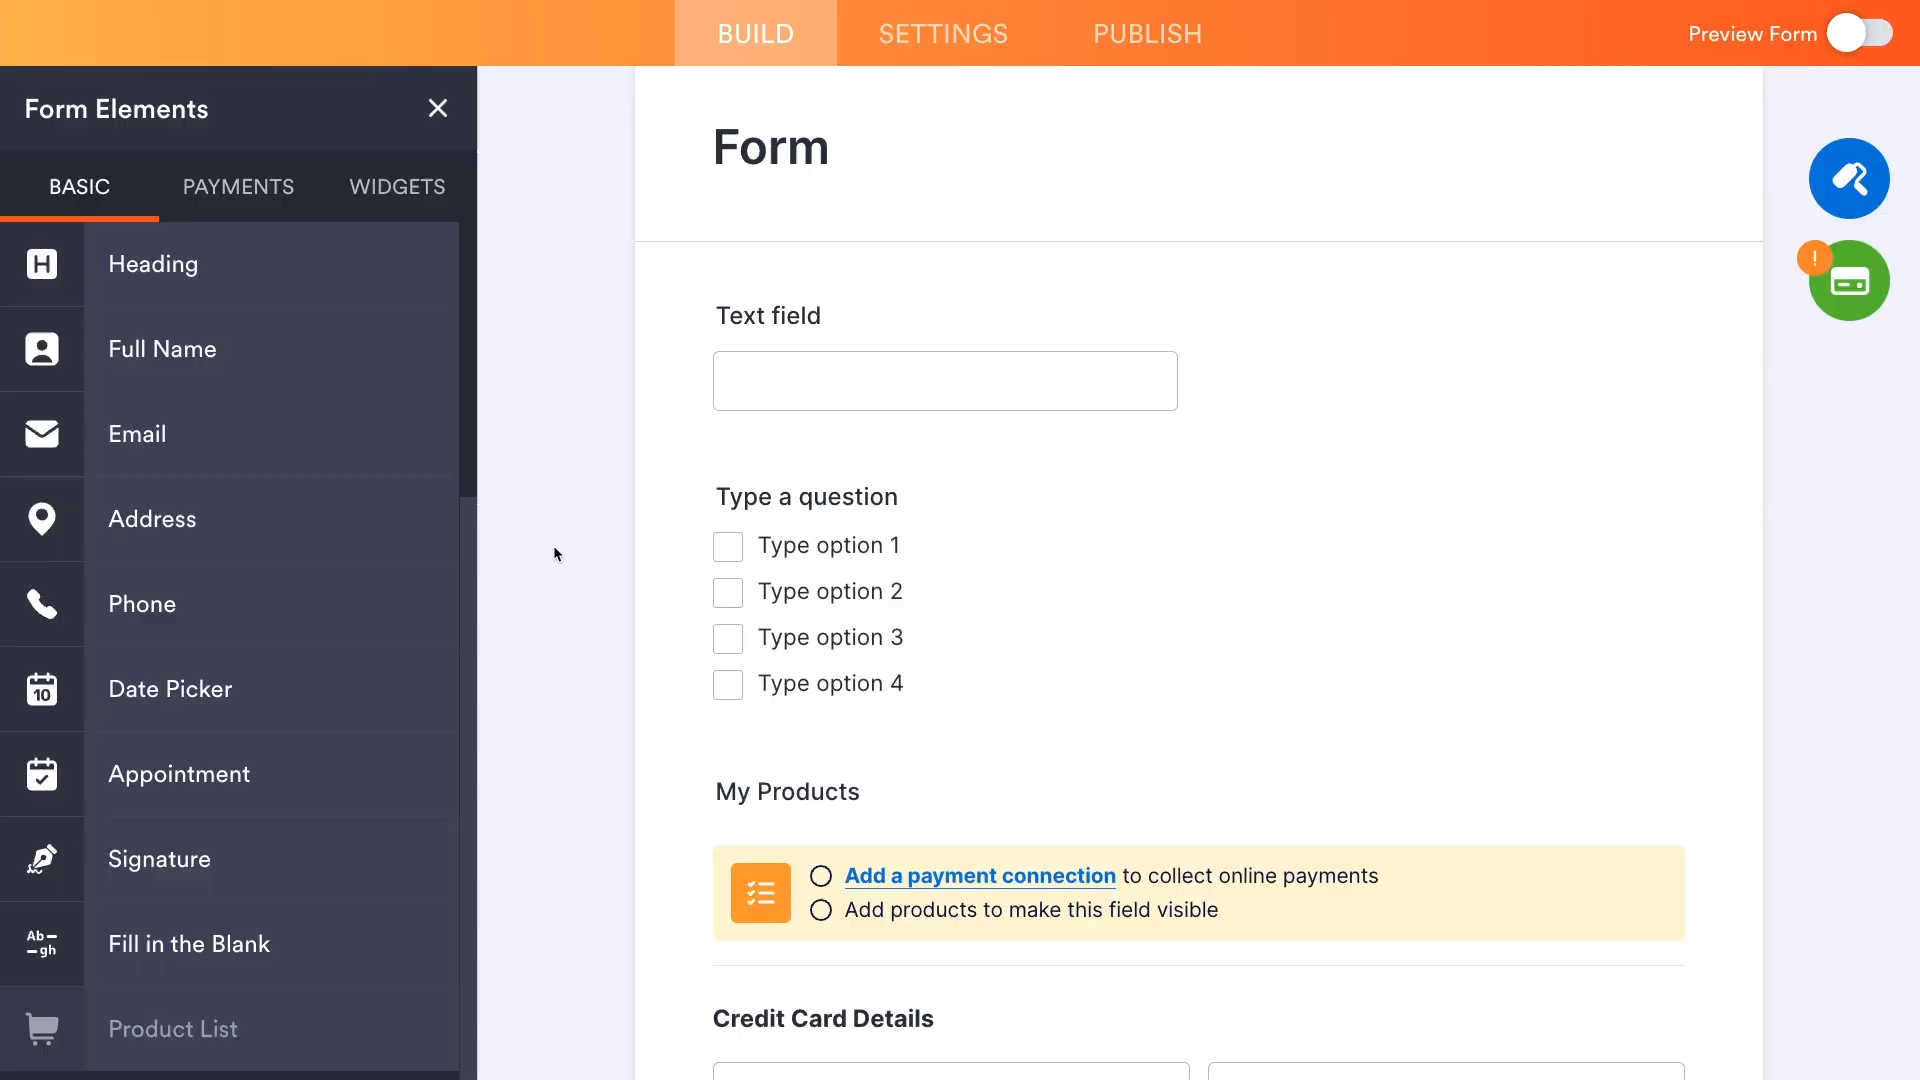 BUILD
SETTINGS
PUBLISH
Preview Form
Form Elements
BASIC
PAYMENTS
WIDGETS
H
Heading
Full Name
Email
Address
Phone
10
Date Picker
Appointment
Signature
Ab
gh
Fill in the Blank
Product List
Form
!
Text field
Type a question
Type option 1
Type option 2
Type option 3
Type option 4
My Products
Add a payment connection to collect online payments
Add products to make this field visible
Credit Card Details